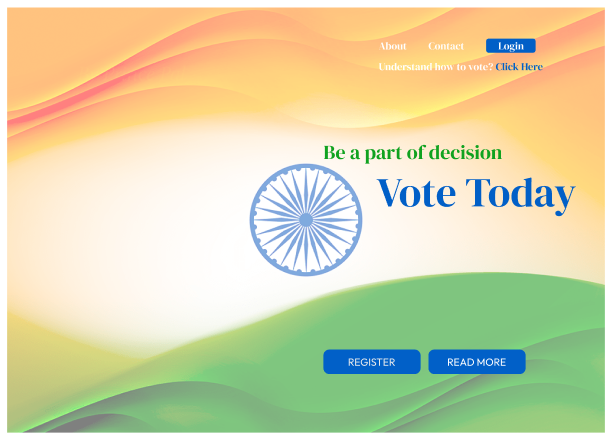 About Contact Login
Understand how to vote? Click Here
Be a part of decision
Vote Today
REGISTER READ MORE